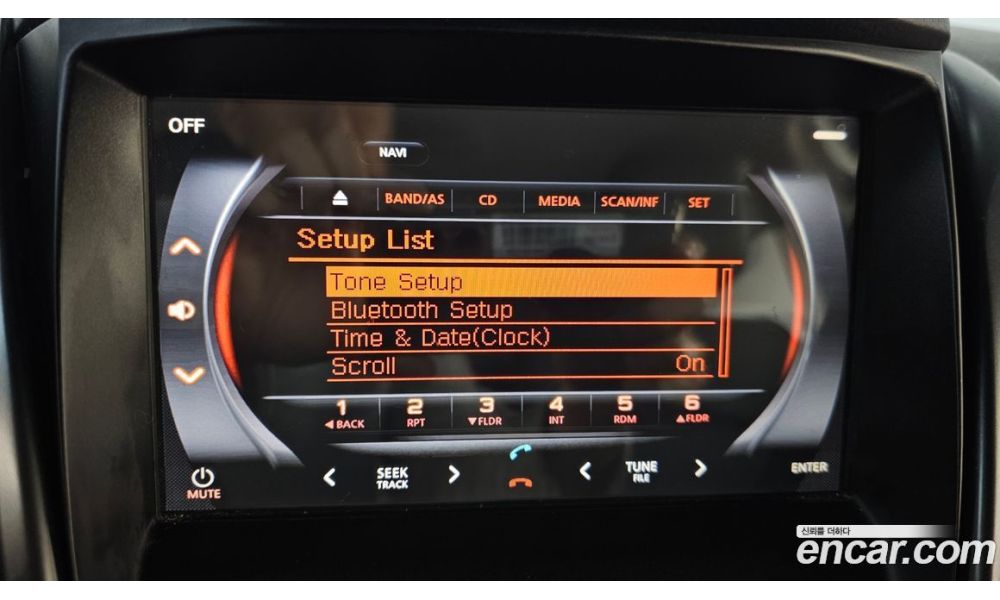 OFF
NAVI
BAND/AS CD MEDIA SCAN/INF SET
Setup List
Tone Setup
Bluetooth Setup
Time & Date(Clock)
Scroll On
1 2 3 4 5 6
◀BACK RPT ▼FLDR INT RDM ▲FLDR
< SEEK TRACK > < TUNE FILE > ENTER
MUTE
신뢰를 더하다
encar.com